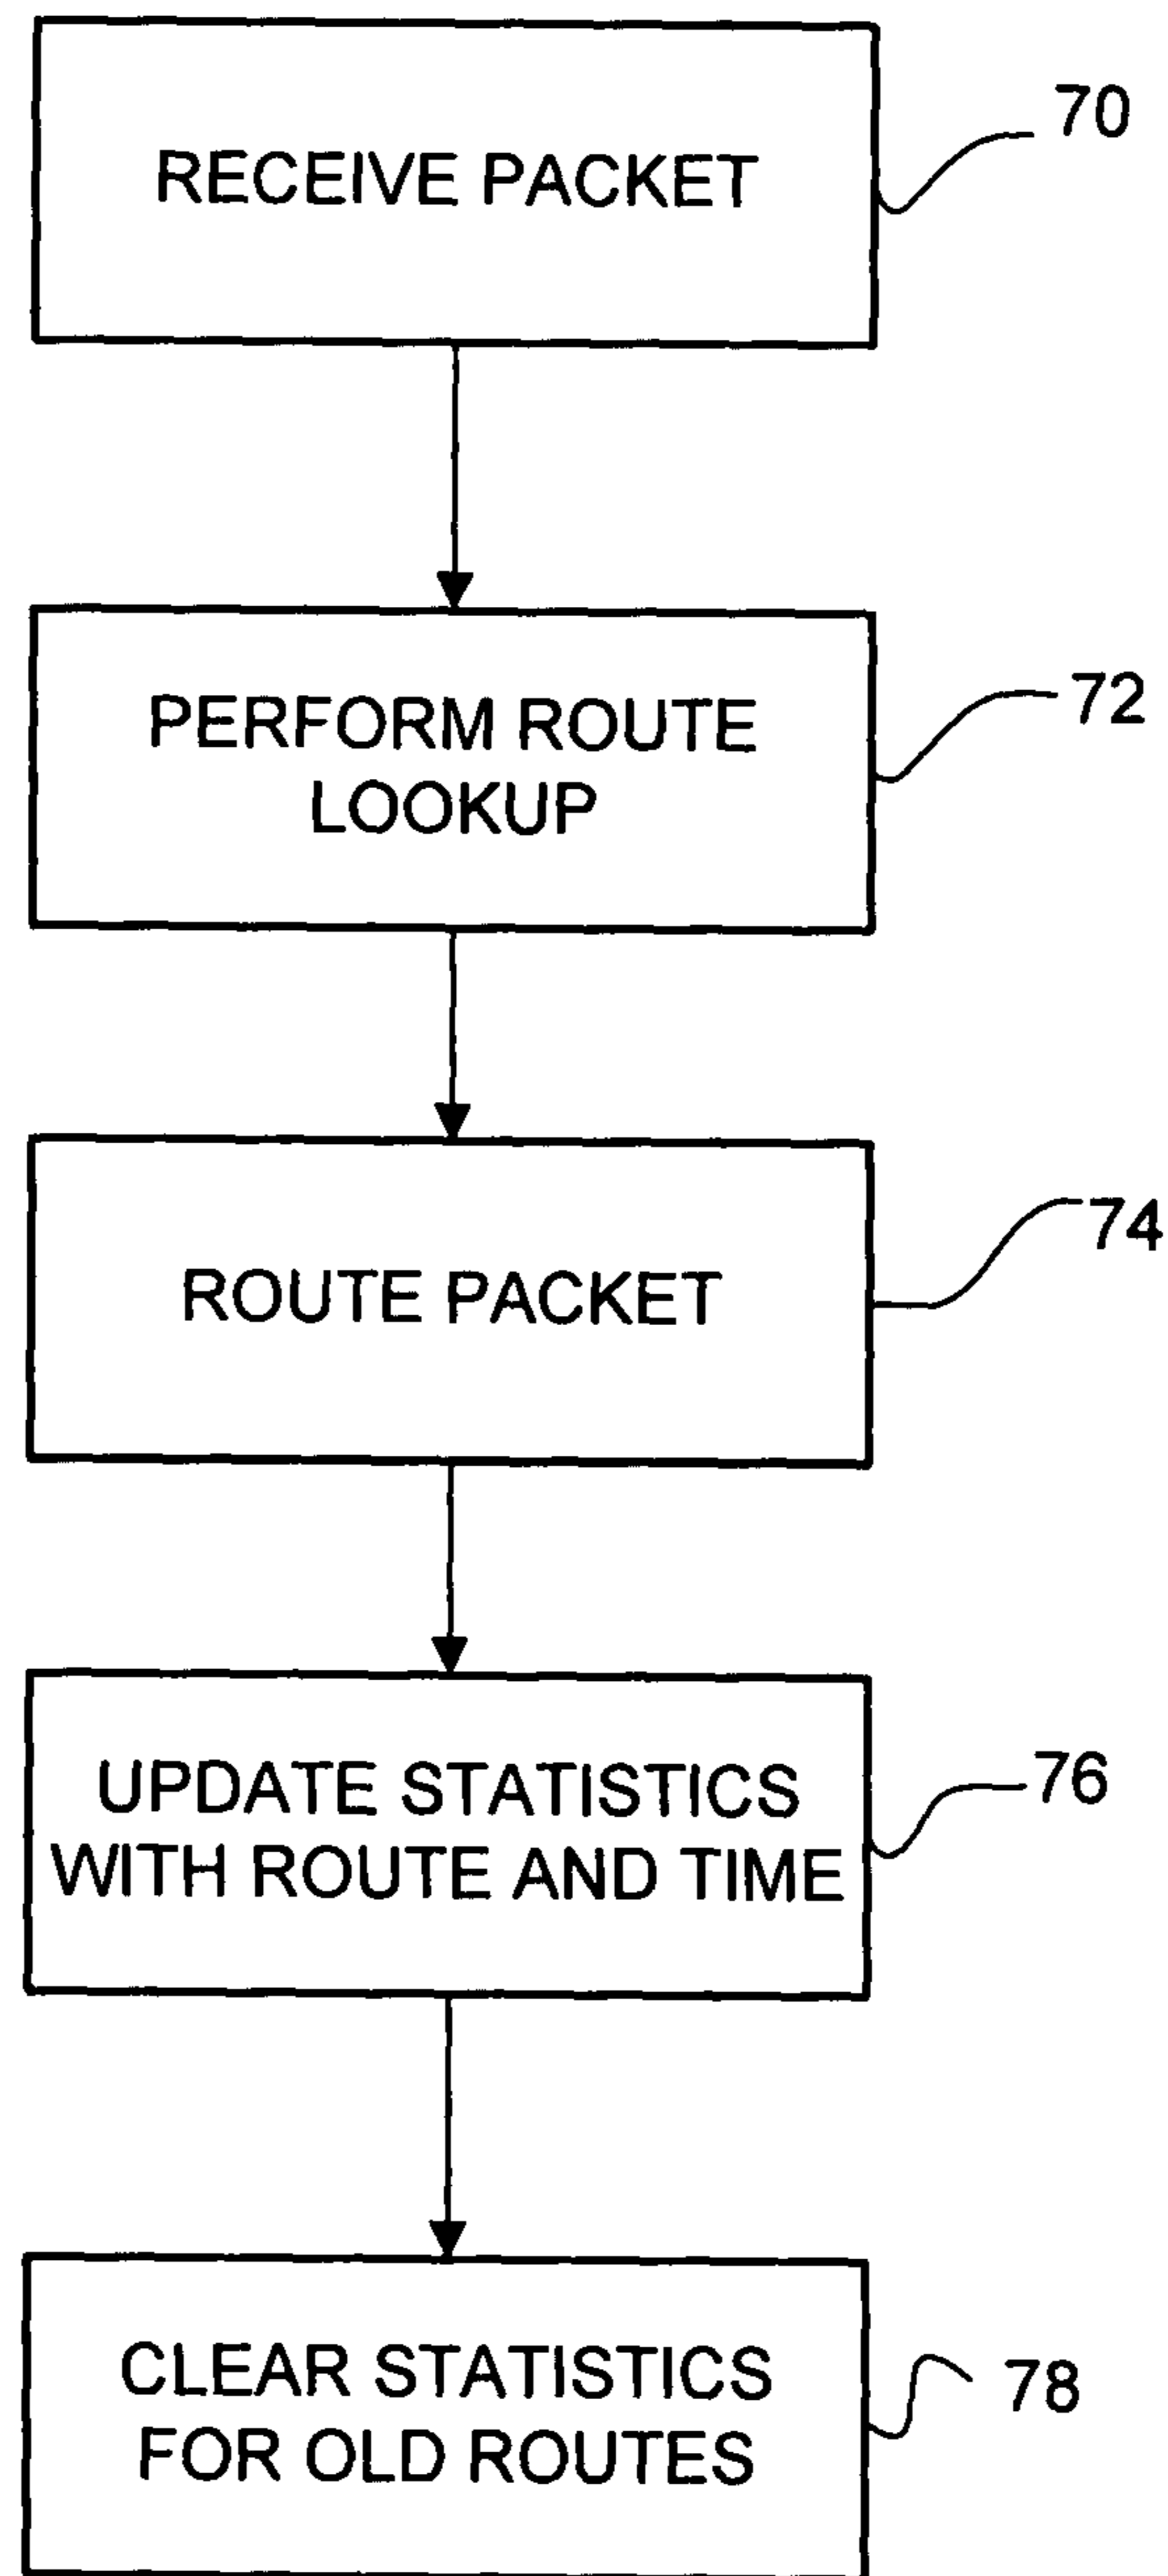 RECEIVE PACKET
70
PERFORM ROUTE
LOOKUP
72
ROUTE PACKET
74
UPDATE STATISTICS
WITH ROUTE AND TIME
76
CLEAR STATISTICS
FOR OLD ROUTES
78